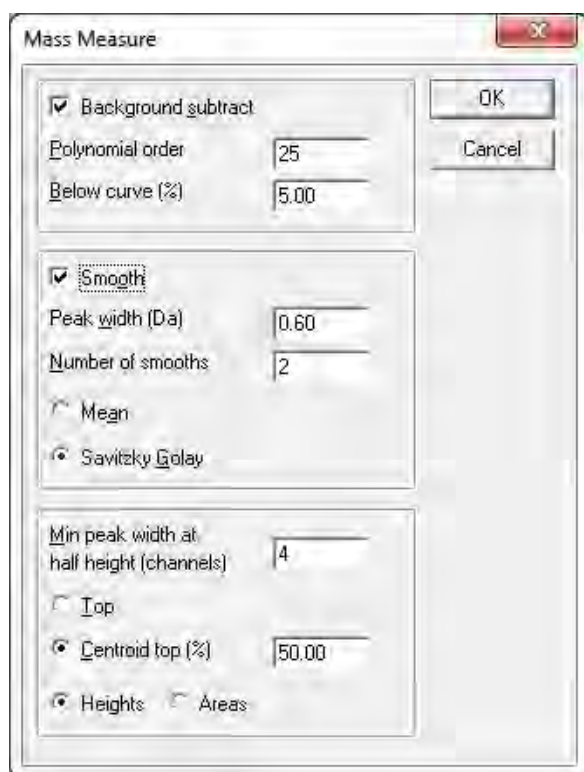 Mass Measure
Background subtract
Polynomial order 25
Below curve (%) 5.00
OK
Cancel
Smooth
Peak width (Da) 0.60
Number of smooths 2
Mean
Savitzky Golay
Min peak width at
half height (channels) 4
Top
Centroid top (%) 50.00
Heights Areas